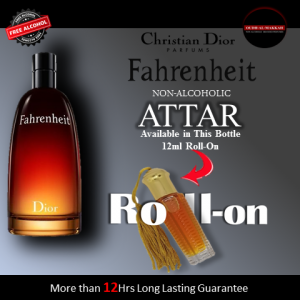 FREE ALCOHOL
Christian Dior
PARFUMS
Fahrenheit
NON-ALCOHOLIC
ATTAR
Available in This Bottle
12ml Roll-On
Roll-on
Fahrenheit
Dior
More than 12Hrs Long Lasting Guarantee